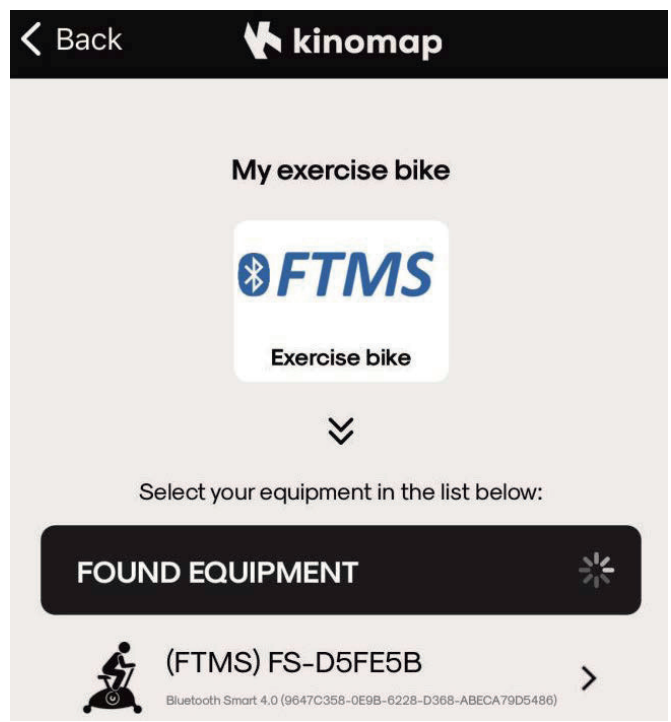 Back
kinomap
My exercise bike
FTMS
Exercise bike
Select your equipment in the list below:
FOUND EQUIPMENT
(FTMS) FS-D5FE5B
Bluetooth Smart 4.0 (9647C358-0E9B-6228-D368-ABECA79D5486)